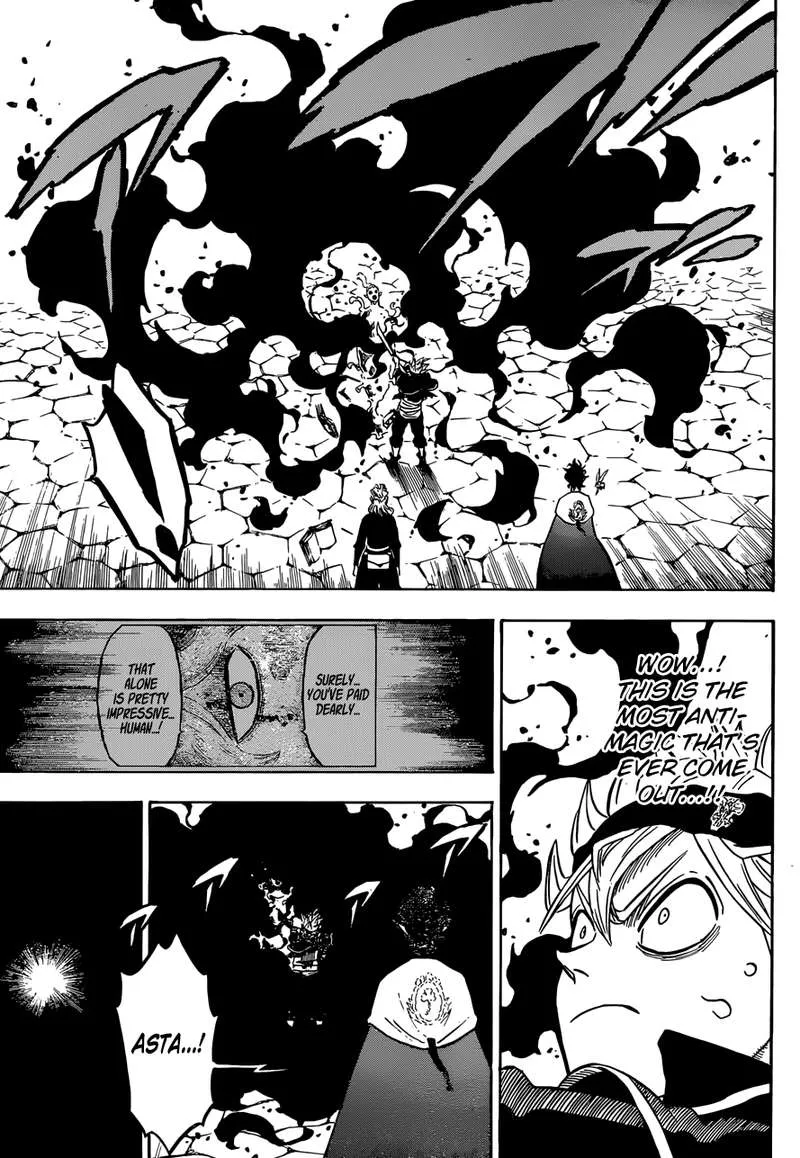 WOW...!
THIS IS THE
MOST ANTI-
MAGIC THAT'S
EVER COME
OUT...!!
SURELY...
YOU'VE PAID
DEARLY...
THAT
ALONE
IS PRETTY
IMPRESSIVE...
HUMAN...!
ASTA...!